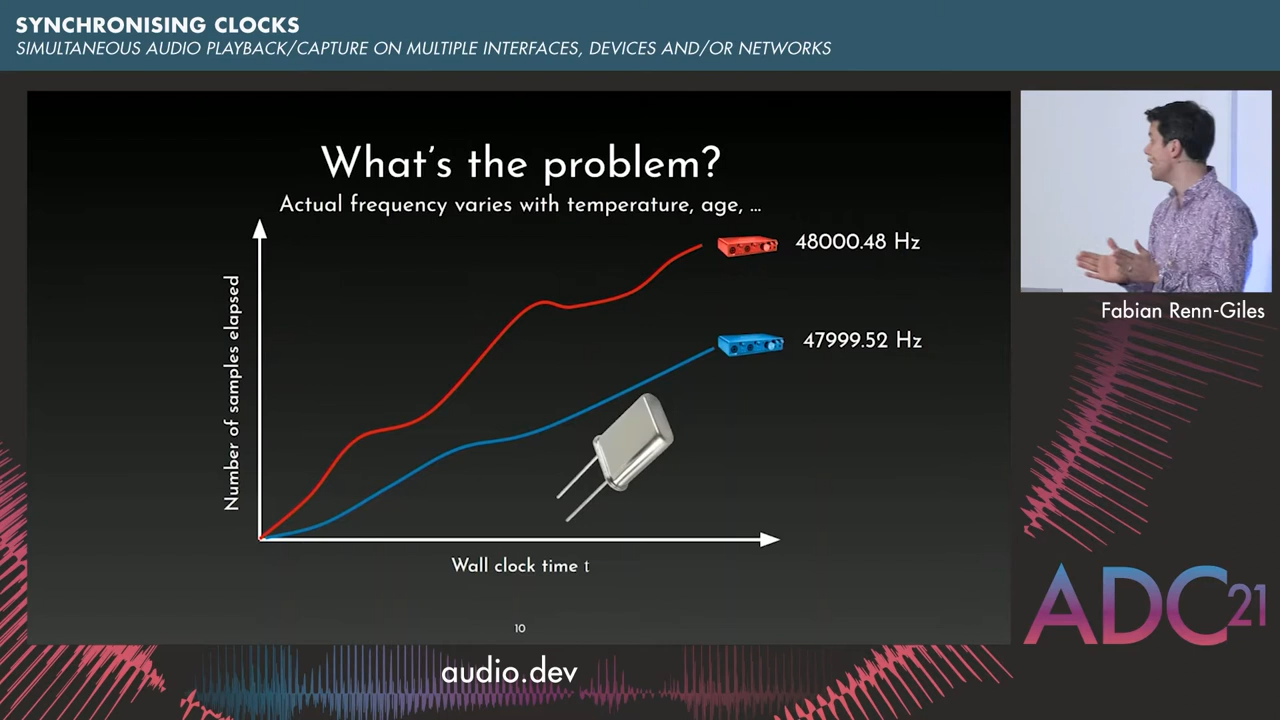 SYNCHRONISING CLOCKS
SIMULTANEOUS AUDIO PLAYBACK/CAPTURE ON MULTIPLE INTERFACES, DEVICES AND/OR NETWORKS
What's the problem?
Actual frequency varies with temperature, age, ...
48000.48 Hz
47999.52 Hz
Number of samples elapsed
Wall clock time t
10
Fabian Renn-Giles
ADC21
audio.dev